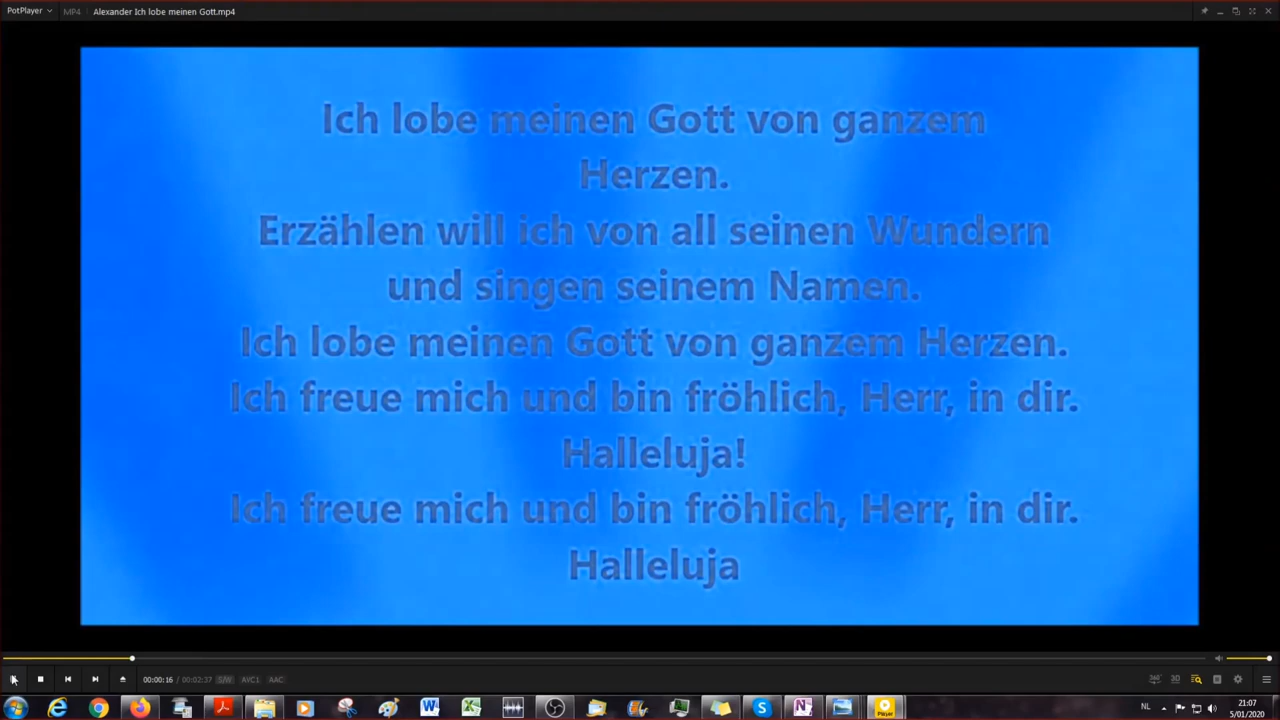 PotPlayer MP4 Alexander Ich lobe meinen Gott.mp4
Ich lobe meinen Gott von ganzem
Herzen.
Erzählen will ich von all seinen Wundern
und singen seinem Namen.
Ich lobe meinen Gott von ganzem Herzen.
Ich freue mich und bin fröhlich, Herr, in dir.
Halleluja!
Ich freue mich und bin fröhlich, Herr, in dir.
Halleluja
00:00:16 / 00:02:37 S/W AVC1 AAC 360° 3D
NL 21:07
5/01/2020
Player